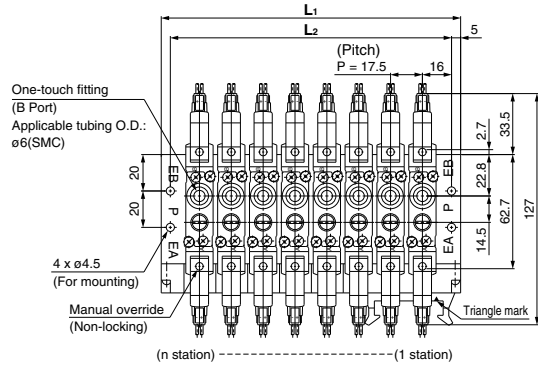 L1
L2
5
(Pitch)
P = 17.5
16
One-touch fitting
(B Port)
Applicable tubing O.D.:
ø6(SMC)
2.7
33.5
20
20
EB
P
EA
EB
P
EA
22.8
14.5
62.7
127
4 x ø4.5
(For mounting)
Manual override
(Non-locking)
Triangle mark
(n station)
(1 station)